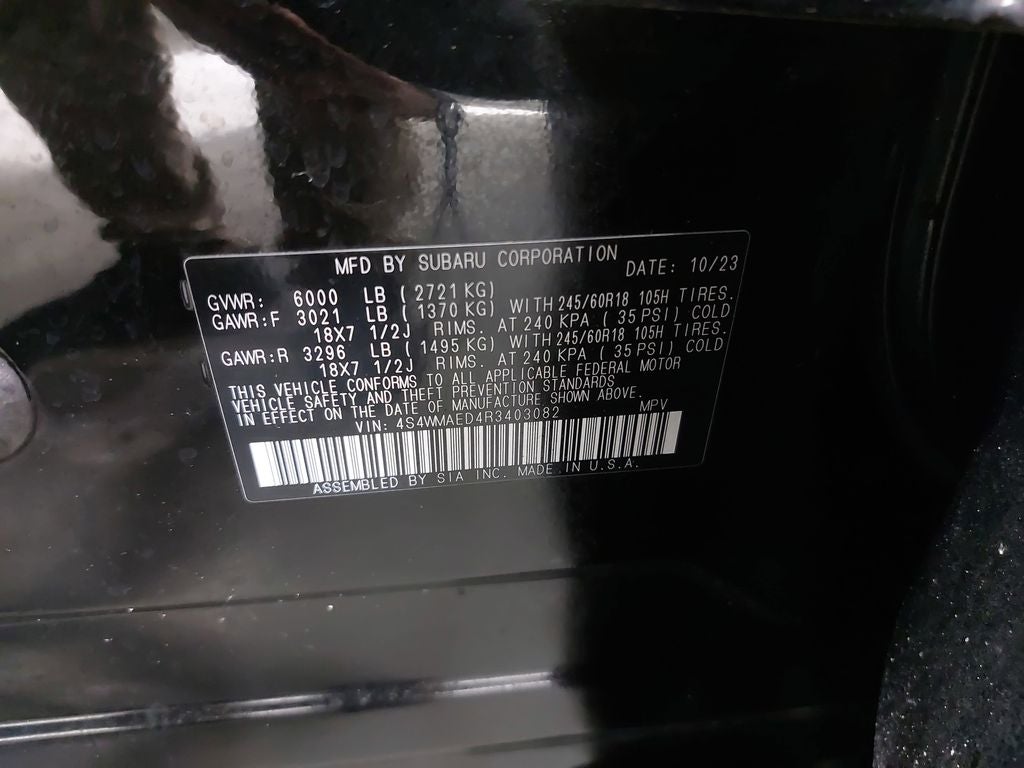 MFD BY SUBARU CORPORATION DATE: 10/23
GVWR: 6000 LB ( 2721 KG)
GAWR:F 3021 LB ( 1370 KG) WITH 245/60R18 105H TIRES.
18X7 1/2J RIMS. AT 240 KPA ( 35 PSI) COLD
GAWR:R 3296 LB ( 1495 KG) WITH 245/60R18 105H TIRES.
18X7 1/2J RIMS. AT 240 KPA ( 35 PSI) COLD
THIS VEHICLE CONFORMS TO ALL APPLICABLE FEDERAL MOTOR
VEHICLE SAFETY AND THEFT PREVENTION STANDARDS
IN EFFECT ON THE DATE OF MANUFACTURE SHOWN ABOVE.
VIN: 4S4WMAED4R3403082 MPV
ASSEMBLED BY SIA INC. MADE IN U.S.A.